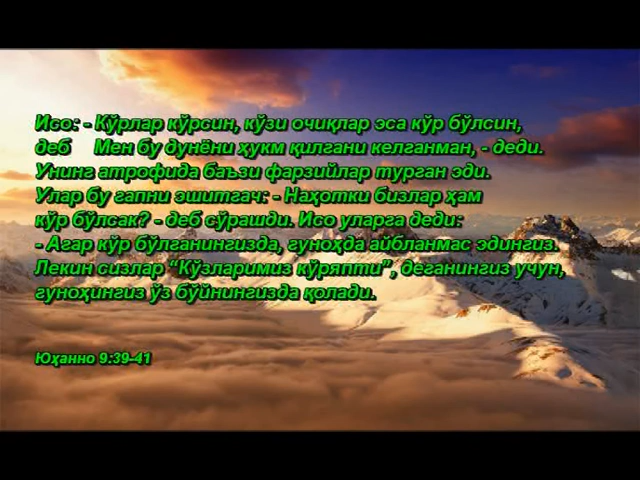 Исо: - Кўрлар кўрсин, кўзи очиқлар эса кўр бўлсин,
деб Мен бу дунёни ҳукм қилгани келганман, - деди.
Унинг атрофида баъзи фарзийлар турган эди.
Улар бу гапни эшитгач: - Наҳотки бизлар ҳам
кўр бўлсак? - деб сўрашди. Исо уларга деди:
- Агар кўр бўлганингизда, гуноҳда айбланмас эдингиз.
Лекин сизлар “Кўзларимиз кўряпти”, деганингиз учун,
гуноҳингиз ўз бўйнингизда қолади.
Юҳанно 9:39-41